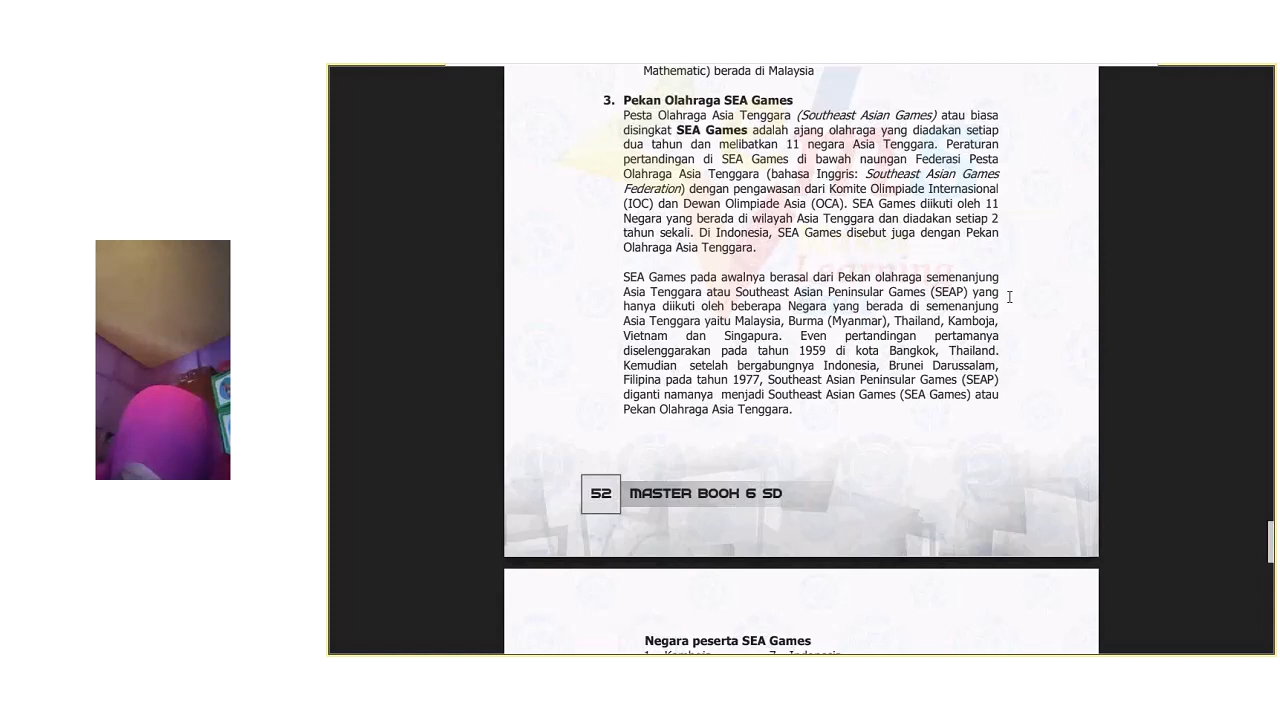 Mathematic) berada di Malaysia
3. Pekan Olahraga SEA Games
Pesta Olahraga Asia Tenggara (Southeast Asian Games) atau biasa
disingkat SEA Games adalah ajang olahraga yang diadakan setiap
dua tahun dan melibatkan 11 negara Asia Tenggara. Peraturan
pertandingan di SEA Games di bawah naungan Federasi Pesta
Olahraga Asia Tenggara (bahasa Inggris: Southeast Asian Games
Federation) dengan pengawasan dari Komite Olimpiade Internasional
(IOC) dan Dewan Olimpiade Asia (OCA). SEA Games diikuti oleh 11
Negara yang berada di wilayah Asia Tenggara dan diadakan setiap 2
tahun sekali. Di Indonesia, SEA Games disebut juga dengan Pekan
Olahraga Asia Tenggara.
Learning
SEA Games pada awalnya berasal dari Pekan olahraga semenanjung
Asia Tenggara atau Southeast Asian Peninsular Games (SEAP) yang
hanya diikuti oleh beberapa Negara yang berada di semenanjung
Asia Tenggara yaitu Malaysia, Burma (Myanmar), Thailand, Kamboja,
Vietnam dan Singapura. Even pertandingan pertamanya
diselenggarakan pada tahun 1959 di kota Bangkok, Thailand.
Kemudian setelah bergabungnya Indonesia, Brunei Darussalam,
Filipina pada tahun 1977, Southeast Asian Peninsular Games (SEAP)
diganti namanya menjadi Southeast Asian Games (SEA Games) atau
Pekan Olahraga Asia Tenggara.
52 MASTER BOOK 6 SD
Negara peserta SEA Games
1. Kamboja 7. Indonesia